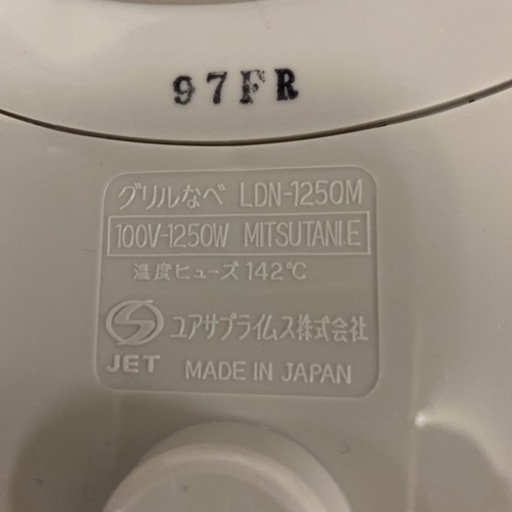 97FR
グリルなべ LDN-1250M
100V-1250W MITSUTANI.E
温度ヒューズ 142℃
ユアサプライムス株式会社
JET MADE IN JAPAN